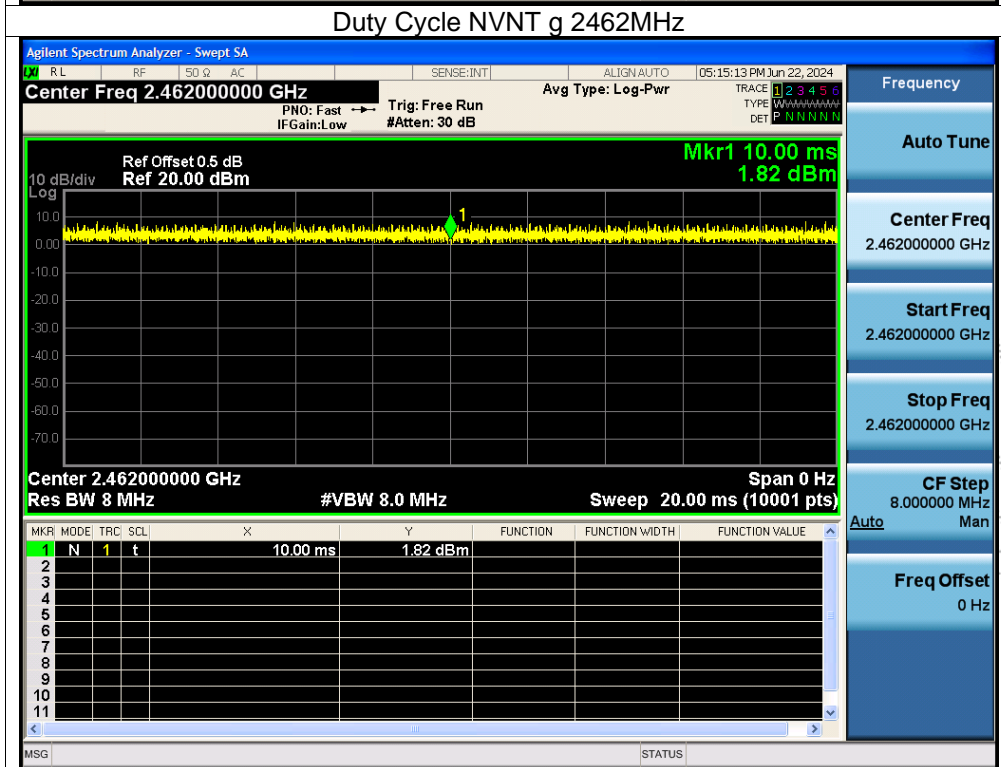 Duty Cycle NVNT g 2462MHz
Agilent Spectrum Analyzer - Swept SA
LXI RL RF 50 Ω AC SENSE:INT ALIGN AUTO 05:15:13 PM Jun 22, 2024
Center Freq 2.462000000 GHz
PNO: Fast
IFGain:Low
Trig: Free Run
#Atten: 30 dB
Avg Type: Log-Pwr
TRACE 1 2 3 4 5 6
TYPE WWWWWW
DET P N N N N N
Mkr1 10.00 ms
1.82 dBm
Ref Offset 0.5 dB
10 dB/div Ref 20.00 dBm
Log
1
10.0
0.00
-10.0
-20.0
-30.0
-40.0
-50.0
-60.0
-70.0
Center 2.462000000 GHz Span 0 Hz
Res BW 8 MHz #VBW 8.0 MHz Sweep 20.00 ms (10001 pts)
MKR MODE TRC SCL X Y FUNCTION FUNCTION WIDTH FUNCTION VALUE
1 N 1 t 10.00 ms 1.82 dBm
2
3
4
5
6
7
8
9
10
11
MSG STATUS
Frequency
Auto Tune
Center Freq
2.462000000 GHz
Start Freq
2.462000000 GHz
Stop Freq
2.462000000 GHz
CF Step
8.000000 MHz
Auto Man
Freq Offset
0 Hz